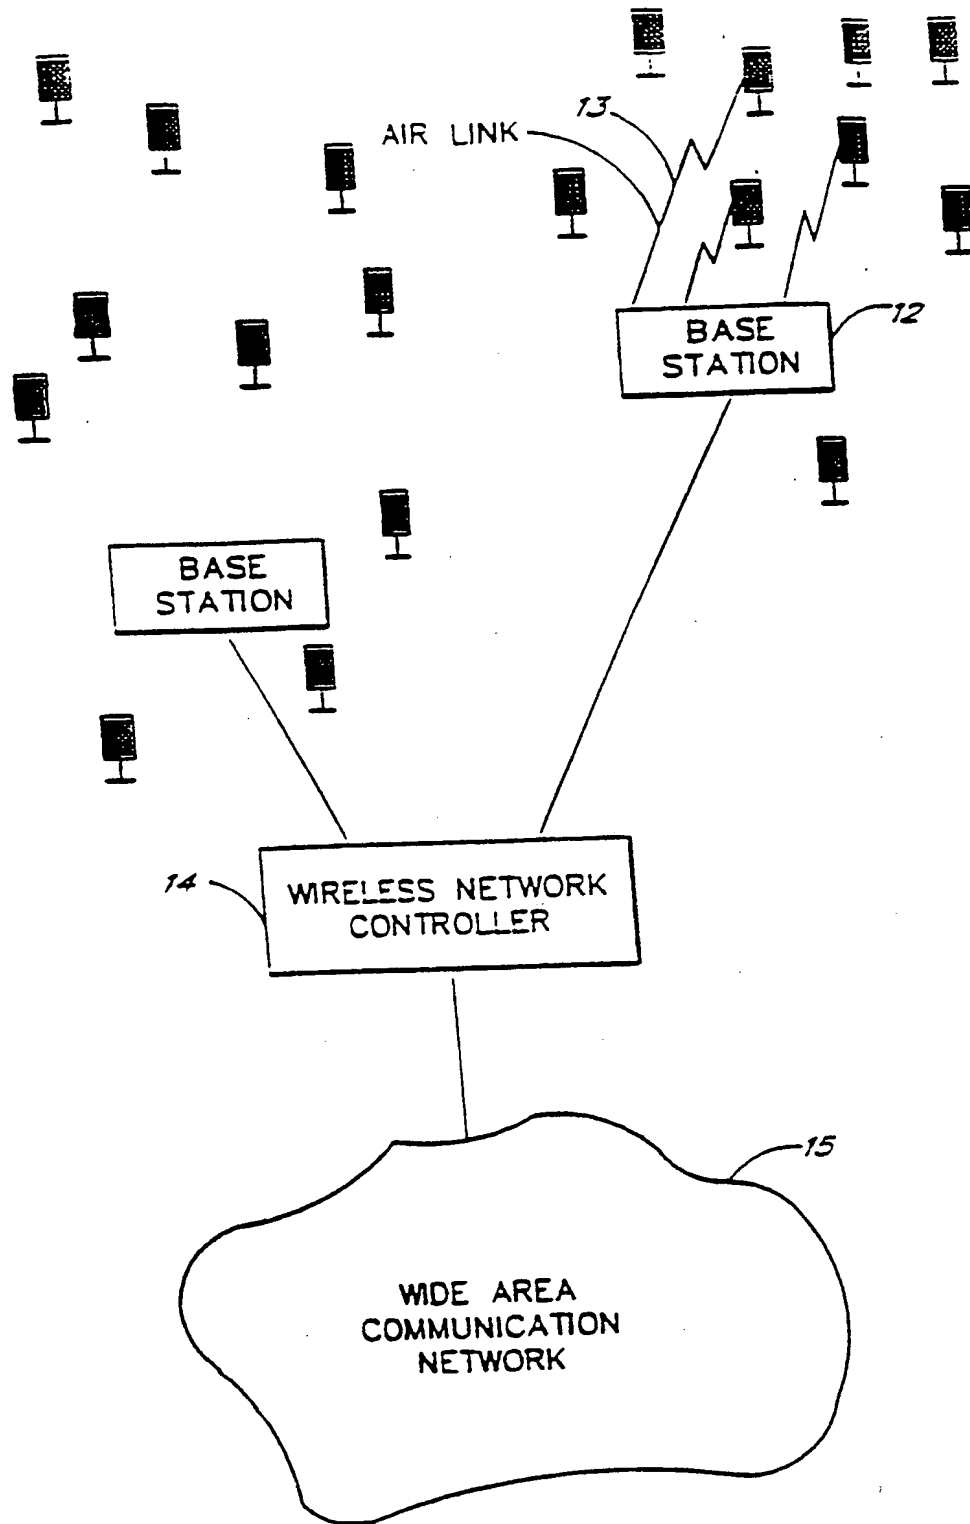 13
AIR LINK
BASE
STATION
12
BASE
STATION
14
WIRELESS NETWORK
CONTROLLER
15
WIDE AREA
COMMUNICATION
NETWORK